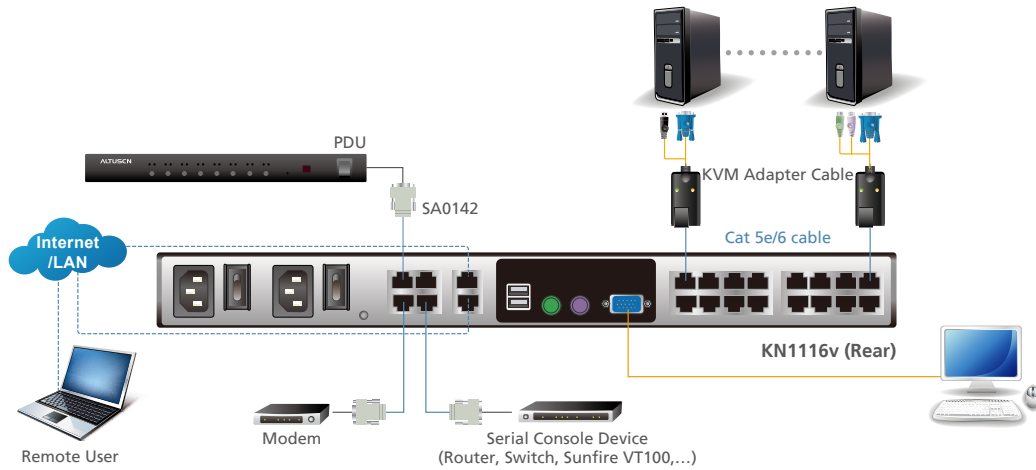 PDU
ALTUSCN
SA0142
KVM Adapter Cable
Internet
/LAN
Cat 5e/6 cable
KN1116v (Rear)
Remote User
Modem
Serial Console Device
(Router, Switch, Sunfire VT100,…)